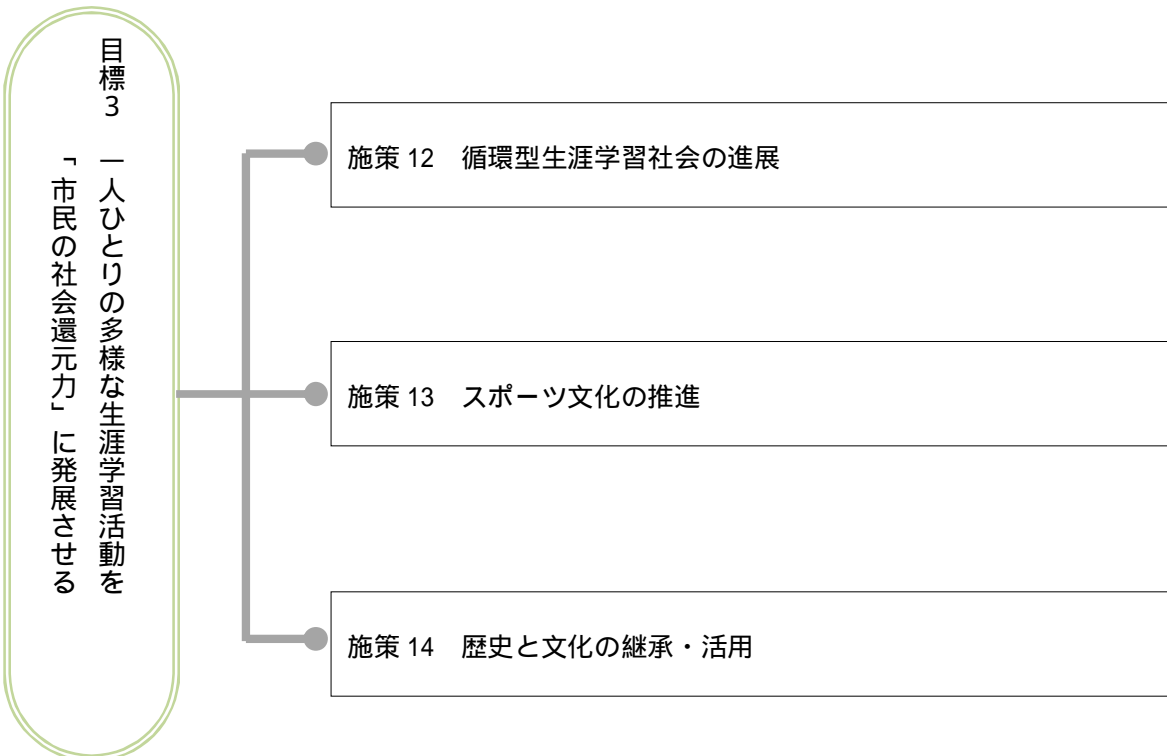 目標３　一人ひとりの多様な生涯学習活動を
「市民の社会還元力」に発展させる
施策 12　循環型生涯学習社会の進展
施策 13　スポーツ文化の推進
施策 14　歴史と文化の継承・活用